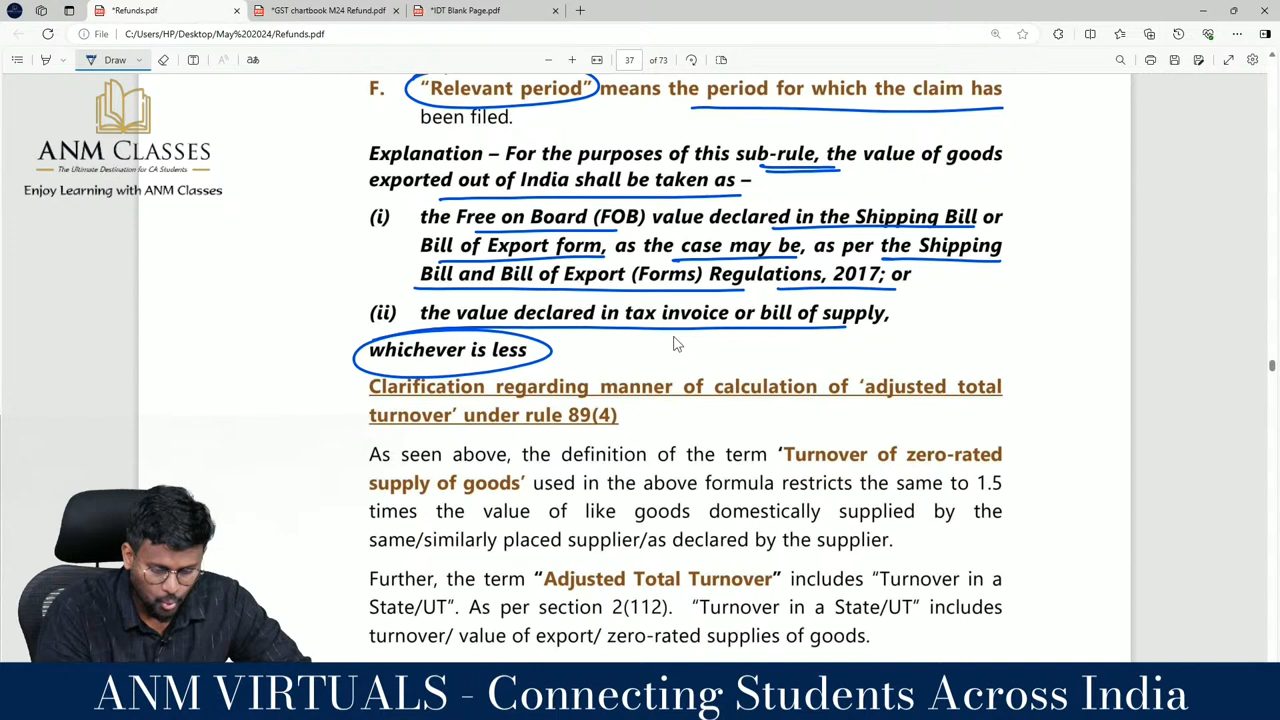 *Refunds.pdf
*GST chartbook M24 Refund.pdf
*IDT Blank Page.pdf
File
C:/Users/HP/Desktop/May%202024/Refunds.pdf
Draw
37
of 73
F. "Relevant period" means the period for which the claim has
been filed.
ANM CLASSES
The Ultimate Destination for CA Students
Enjoy Learning with ANM Classes
Explanation – For the purposes of this sub-rule, the value of goods
exported out of India shall be taken as –
(i) the Free on Board (FOB) value declared in the Shipping Bill or
Bill of Export form, as the case may be, as per the Shipping
Bill and Bill of Export (Forms) Regulations, 2017; or
(ii) the value declared in tax invoice or bill of supply,
whichever is less
Clarification regarding manner of calculation of ‘adjusted total
turnover’ under rule 89(4)
As seen above, the definition of the term ‘Turnover of zero-rated
supply of goods’ used in the above formula restricts the same to 1.5
times the value of like goods domestically supplied by the
same/similarly placed supplier/as declared by the supplier.
Further, the term “Adjusted Total Turnover” includes “Turnover in a
State/UT”. As per section 2(112). “Turnover in a State/UT” includes
turnover/ value of export/ zero-rated supplies of goods.
ANM VIRTUALS - Connecting Students Across India